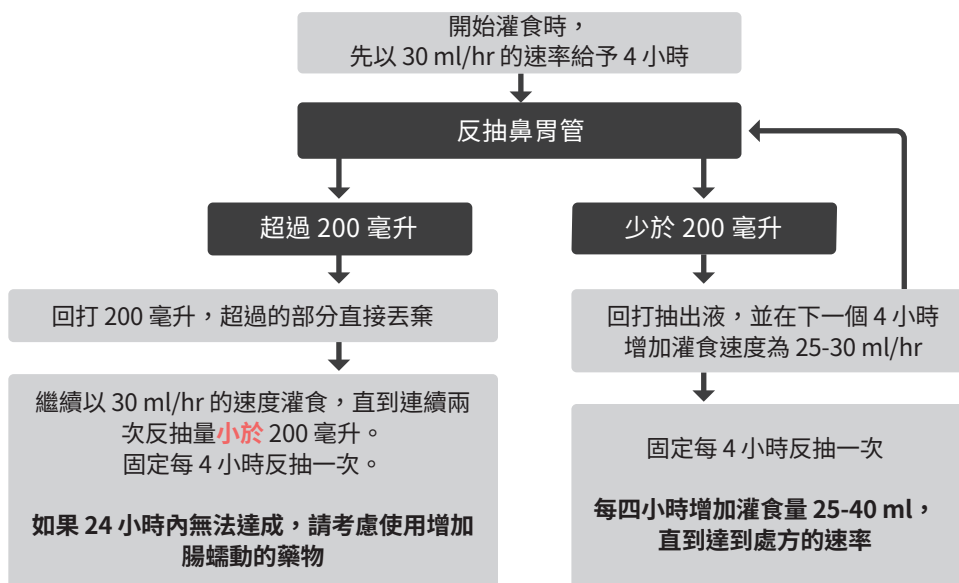 開始灌食時，
先以 30 ml/hr 的速率給予 4 小時
反抽鼻胃管
超過 200 毫升
少於 200 毫升
回打 200 毫升，超過的部分直接丟棄
回打抽出液，並在下一個 4 小時
增加灌食速度為 25-30 ml/hr
繼續以 30 ml/hr 的速度灌食，直到連續兩
次反抽量小於 200 毫升。
固定每 4 小時反抽一次。
如果 24 小時內無法達成，請考慮使用增加
腸蠕動的藥物
固定每 4 小時反抽一次
每四小時增加灌食量 25-40 ml，
直到達到處方的速率